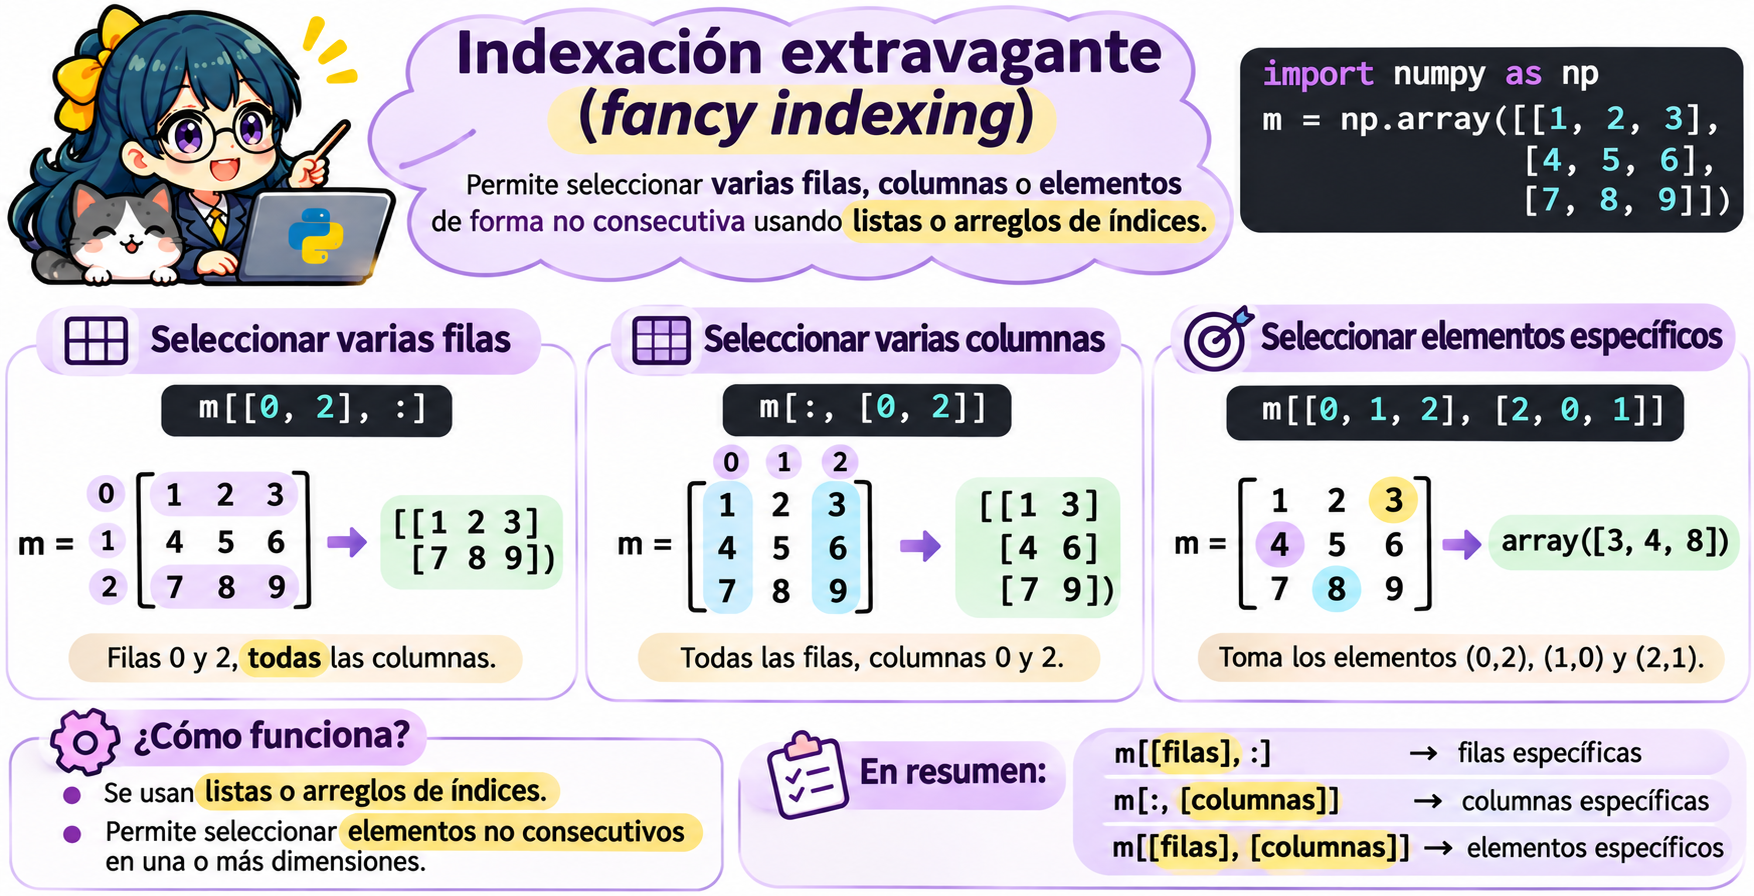 Indexación extravagante
(fancy indexing)
Permite seleccionar varias filas, columnas o elementos
de forma no consecutiva usando listas o arreglos de índices.
import numpy as np
m = np.array([[1, 2, 3],
[4, 5, 6],
[7, 8, 9]])
Seleccionar varias filas
m[[0, 2], :]
m =
0
1
2
1 2 3
4 5 6
7 8 9
[[1 2 3]
[7 8 9])
Filas 0 y 2, todas las columnas.
Seleccionar varias columnas
m[:, [0, 2]]
0 1 2
m =
1 2 3
4 5 6
7 8 9
[[1 3]
[4 6]
[7 9])
Todas las filas, columnas 0 y 2.
Seleccionar elementos específicos
m[[0, 1, 2], [2, 0, 1]]
m =
1 2 3
4 5 6
7 8 9
array([3, 4, 8])
Toma los elementos (0,2), (1,0) y (2,1).
¿Cómo funciona?
Se usan listas o arreglos de índices.
Permite seleccionar elementos no consecutivos
en una o más dimensiones.
En resumen:
m[[filas], :] → filas específicas
m[:, [columnas]] → columnas específicas
m[[filas], [columnas]] → elementos específicos